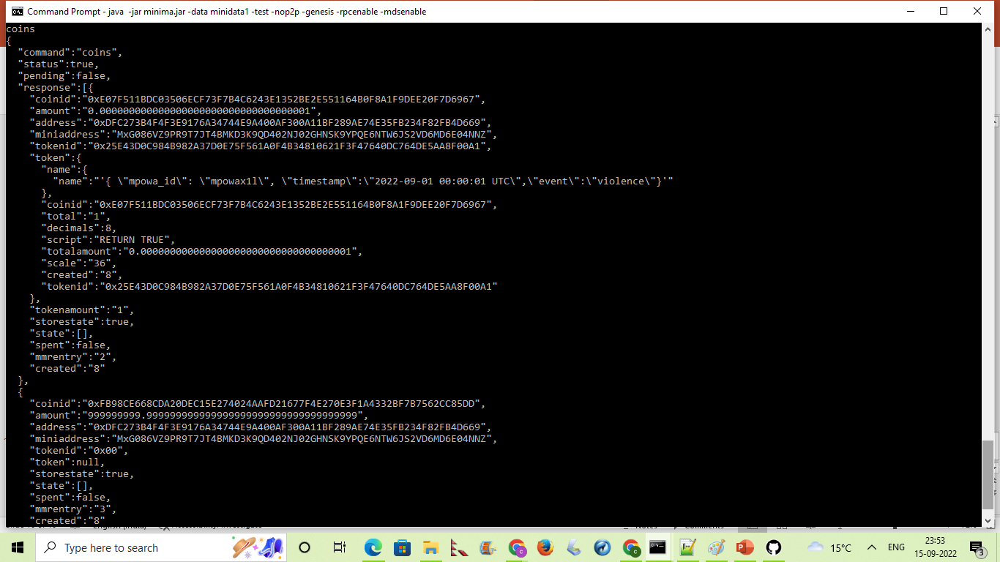 Command Prompt - java -jar minima.jar -data minidata1 -test -nop2p -genesis -rpcenable -mdsenable
coins
{
"command":"coins",
"status":true,
"pending":false,
"response":[{
"coinid":"0xE07F511BDC03506ECF73F7B4C6243E1352BE2E551164B0F8A1F9DEE20F7D6967",
"amount":"0.000000000000000000000000000000000001",
"address":"0xDFC273B4F4F3E9176A34744E9A400AF300A11BF289AE74E35FB234F82FB4D669",
"miniaddress":"MxG086VZ9PR9T7JT4BMKD3K9QD402NJ02GHNSK9YPQE6NTW6JS2VD6MD6E04NNZ",
"tokenid":"0x25E43D0C984B982A37D0E75F561A0F4B34810621F3F47640DC764DE5AA8F00A1",
"token":{
"name":{
"name":"'{ \"mpowa_id\": \"mpowax1l\", \"timestamp\":\"2022-09-01 00:00:01 UTC\",\"event\":\"violence\"}'"
},
"coinid":"0xE07F511BDC03506ECF73F7B4C6243E1352BE2E551164B0F8A1F9DEE20F7D6967",
"total":"1",
"decimals":8,
"script":"RETURN TRUE",
"totalamount":"0.000000000000000000000000000000000001",
"scale":"36",
"created":"8",
"tokenid":"0x25E43D0C984B982A37D0E75F561A0F4B34810621F3F47640DC764DE5AA8F00A1"
},
"tokenamount":"1",
"storestate":true,
"state":[],
"spent":false,
"mmrentry":"2",
"created":"8"
},
{
"coinid":"0xFB98CE668CDA20DEC15E274024AAFD21677F4E270E3F1A4332BF7B7562CC85DD",
"amount":"999999999.999999999999999999999999999999999999",
"address":"0xDFC273B4F4F3E9176A34744E9A400AF300A11BF289AE74E35FB234F82FB4D669",
"miniaddress":"MxG086VZ9PR9T7JT4BMKD3K9QD402NJ02GHNSK9YPQE6NTW6JS2VD6MD6E04NNZ",
"tokenid":"0x00",
"token":null,
"storestate":true,
"state":[],
"spent":false,
"mmrentry":"3",
"created":"8"
Type here to search
15°C
ENG
23:53
15-09-2022
3